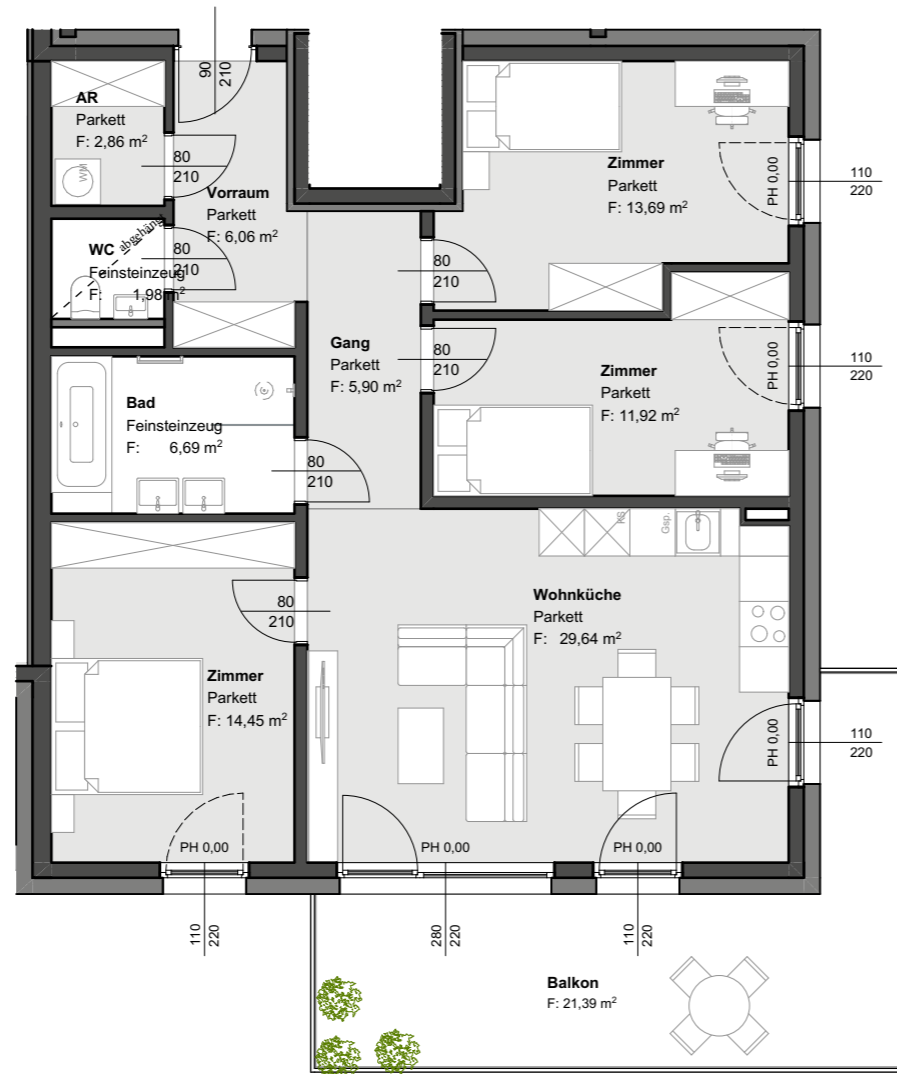 90
210
AR
Parkett
F: 2,86 m²
WM
80
210
Vorraum
Parkett
F: 6,06 m²
WC
abgehängt
Feinsteinzeug
F: 1,98 m²
80
210
Zimmer
Parkett
F: 13,69 m²
PH 0,00
110
220
80
210
Gang
Parkett
F: 5,90 m²
80
210
Zimmer
Parkett
F: 11,92 m²
PH 0,00
110
220
Bad
Feinsteinzeug
F: 6,69 m²
80
210
KS
Gsp.
Wohnküche
Parkett
F: 29,64 m²
80
210
Zimmer
Parkett
F: 14,45 m²
PH 0,00
110
220
PH 0,00
PH 0,00
PH 0,00
110
220
280
220
110
220
Balkon
F: 21,39 m²